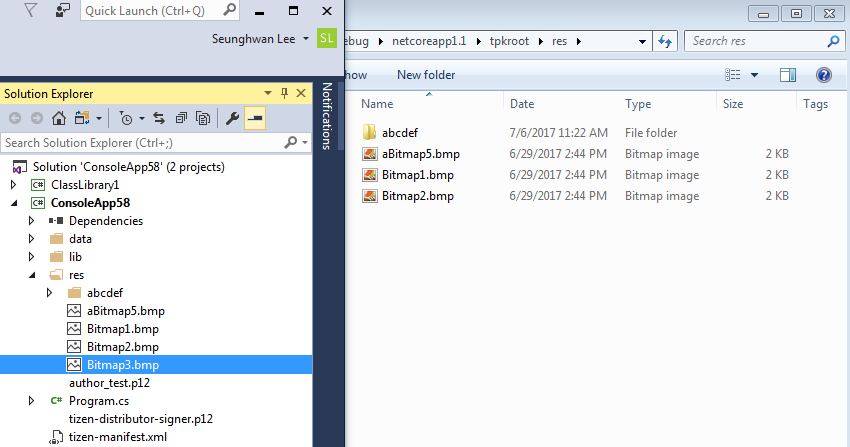 Quick Launch (Ctrl+Q)
Seunghwan Lee
SL
Solution Explorer
Search Solution Explorer (Ctrl+;)
Solution 'ConsoleApp58' (2 projects)
C# ClassLibrary1
C# ConsoleApp58
Dependencies
data
lib
res
abcdef
aBitmap5.bmp
Bitmap1.bmp
Bitmap2.bmp
Bitmap3.bmp
author_test.p12
C# Program.cs
tizen-distributor-signer.p12
tizen-manifest.xml
Notifications
ebug netcoreapp1.1 tpkroot res
Search res
how New folder
Name Date Type Size Tags
abcdef 7/6/2017 11:22 AM File folder
aBitmap5.bmp 6/29/2017 2:44 PM Bitmap image 2 KB
Bitmap1.bmp 6/29/2017 2:44 PM Bitmap image 2 KB
Bitmap2.bmp 6/29/2017 2:44 PM Bitmap image 2 KB